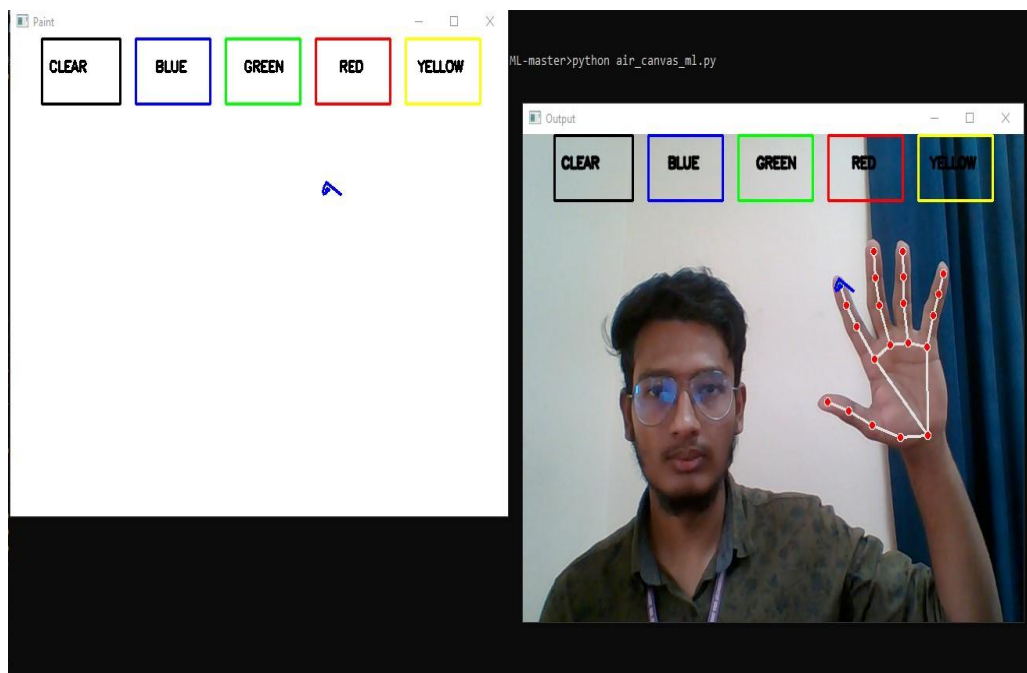 Paint
CLEAR BLUE GREEN RED YELLOW
ML-master>python air_canvas_ml.py
Output
CLEAR BLUE GREEN RED YELLOW